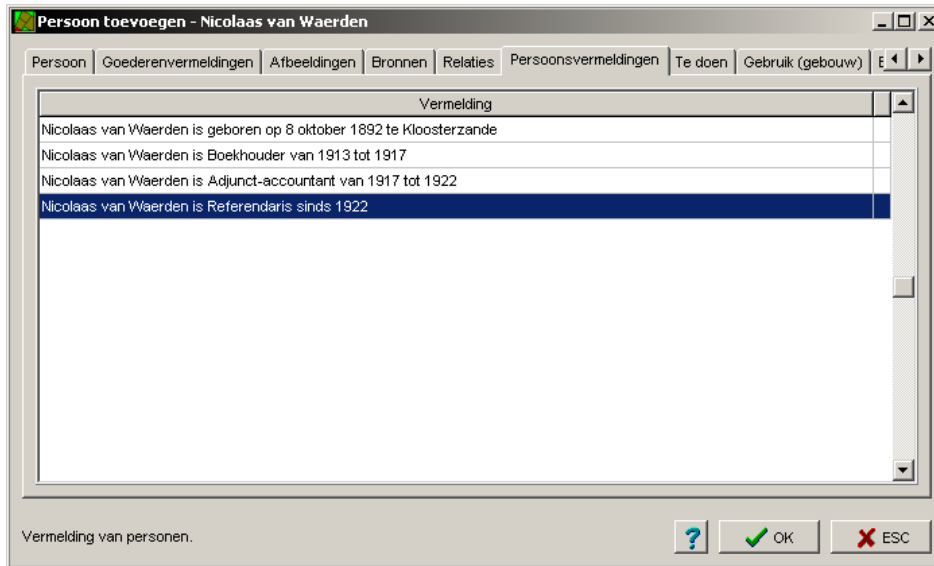 Persoon toevoegen - Nicolaas van Waerden
Persoon Goederenvermeldingen Afbeeldingen Bronnen Relaties Persoonsvermeldingen Te doen Gebruik (gebouw)
Vermelding
Nicolaas van Waerden is geboren op 8 oktober 1892 te Kloosterzande
Nicolaas van Waerden is Boekhouder van 1913 tot 1917
Nicolaas van Waerden is Adjunct-accountant van 1917 tot 1922
Nicolaas van Waerden is Referendaris sinds 1922
Vermelding van personen.
? OK ESC